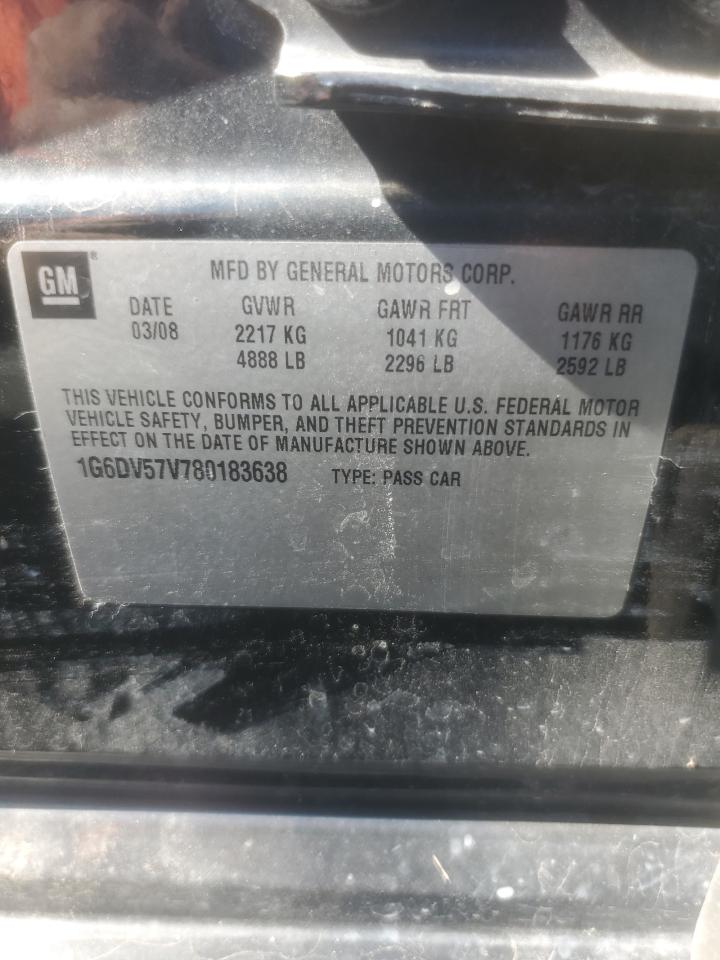 GM ® MFD BY GENERAL MOTORS CORP.
DATE GVWR GAWR FRT GAWR RR
03/08 2217 KG 1041 KG 1176 KG
4888 LB 2296 LB 2592 LB
THIS VEHICLE CONFORMS TO ALL APPLICABLE U.S. FEDERAL MOTOR
VEHICLE SAFETY, BUMPER, AND THEFT PREVENTION STANDARDS IN
EFFECT ON THE DATE OF MANUFACTURE SHOWN ABOVE.
1G6DV57V780183638 TYPE: PASS CAR